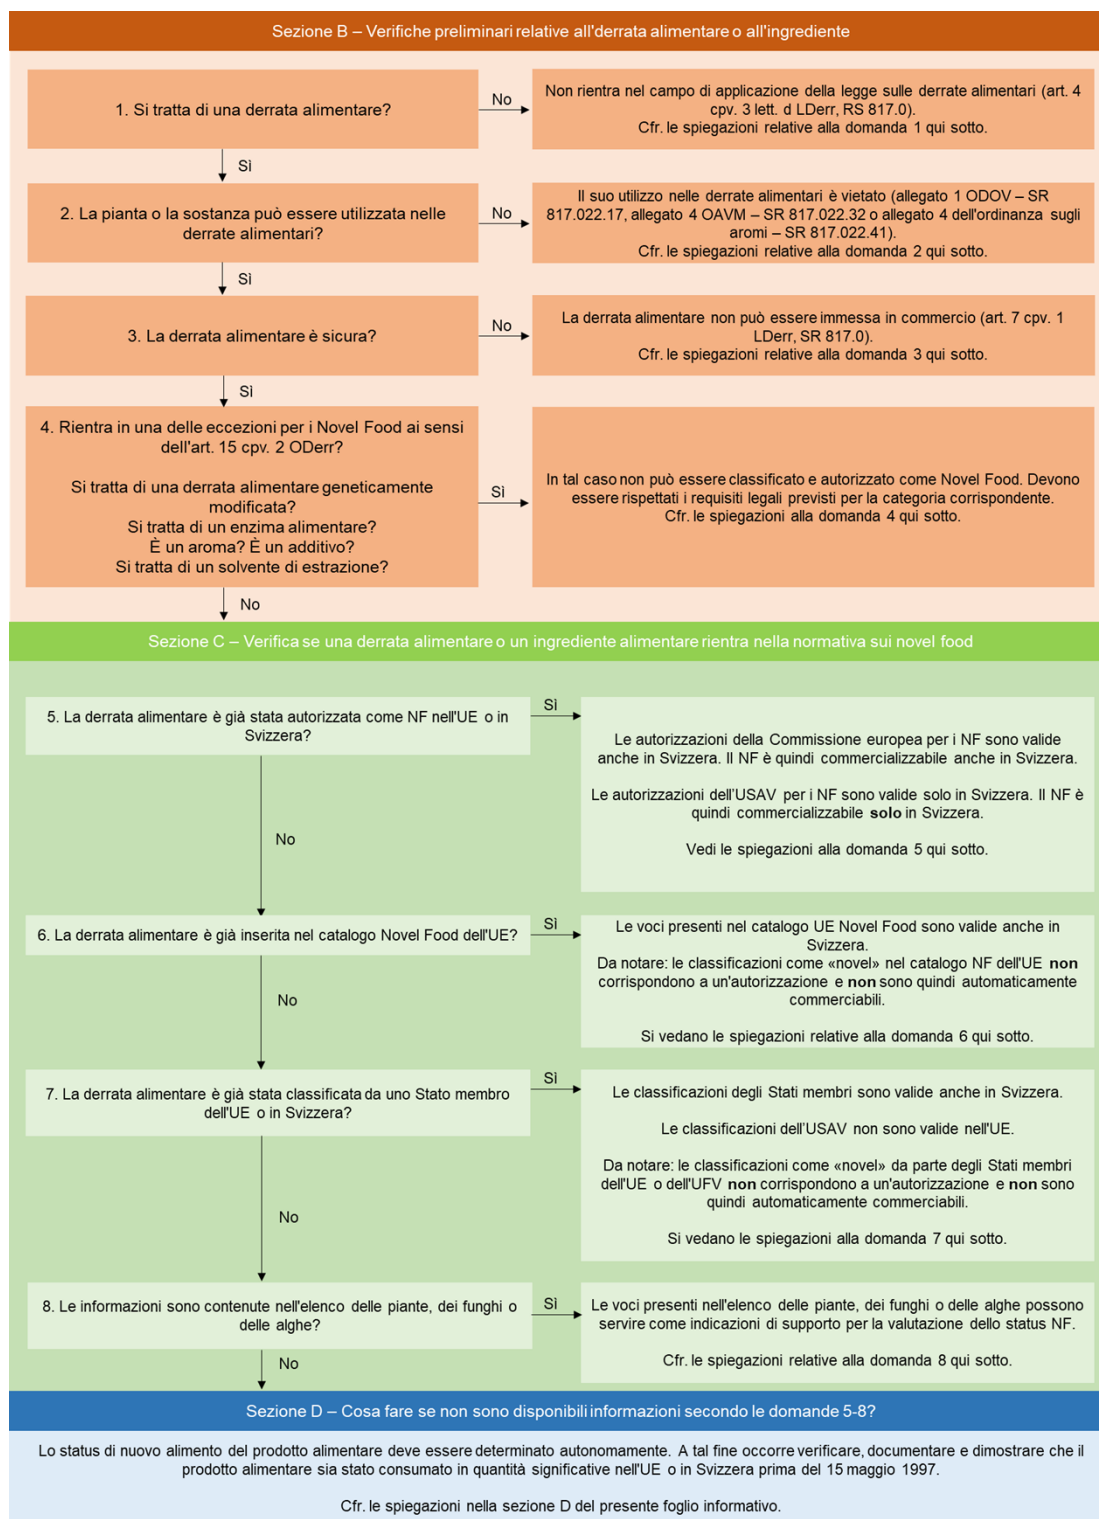 Sezione B – Verifiche preliminari relative all'derrata alimentare o all'ingrediente
1. Si tratta di una derrata alimentare?
No
Non rientra nel campo di applicazione della legge sulle derrate alimentari (art. 4
cpv. 3 lett. d LDerr, RS 817.0).
Cfr. le spiegazioni relative alla domanda 1 qui sotto.
Sì
2. La pianta o la sostanza può essere utilizzata nelle
derrate alimentari?
No
Il suo utilizzo nelle derrate alimentari è vietato (allegato 1 ODOV – SR
817.022.17, allegato 4 OAVM – SR 817.022.32 o allegato 4 dell'ordinanza sugli
aromi – SR 817.022.41).
Cfr. le spiegazioni relative alla domanda 2 qui sotto.
Sì
3. La derrata alimentare è sicura?
No
La derrata alimentare non può essere immessa in commercio (art. 7 cpv. 1
LDerr, SR 817.0).
Cfr. le spiegazioni relative alla domanda 3 qui sotto.
Sì
4. Rientra in una delle eccezioni per i Novel Food ai sensi
dell'art. 15 cpv. 2 ODerr?
Si tratta di una derrata alimentare geneticamente
modificata?
Si tratta di un enzima alimentare?
È un aroma? È un additivo?
Si tratta di un solvente di estrazione?
Sì
In tal caso non può essere classificato e autorizzato come Novel Food. Devono
essere rispettati i requisiti legali previsti per la categoria corrispondente.
Cfr. le spiegazioni alla domanda 4 qui sotto.
No
Sezione C – Verifica se una derrata alimentare o un ingrediente alimentare rientra nella normativa sui novel food
5. La derrata alimentare è già stata autorizzata come NF nell'UE o in
Svizzera?
Sì
Le autorizzazioni della Commissione europea per i NF sono valide
anche in Svizzera. Il NF è quindi commercializzabile anche in Svizzera.
Le autorizzazioni dell'USAV per i NF sono valide solo in Svizzera. Il NF è
quindi commercializzabile solo in Svizzera.
Vedi le spiegazioni alla domanda 5 qui sotto.
No
6. La derrata alimentare è già inserita nel catalogo Novel Food dell'UE?
Sì
Le voci presenti nel catalogo UE Novel Food sono valide anche in
Svizzera.
Da notare: le classificazioni come «novel» nel catalogo NF dell'UE non
corrispondono a un'autorizzazione e non sono quindi automaticamente
commerciabili.
Si vedano le spiegazioni relative alla domanda 6 qui sotto.
No
7. La derrata alimentare è già stata classificata da uno Stato membro
dell'UE o in Svizzera?
Sì
Le classificazioni degli Stati membri sono valide anche in Svizzera.
Le classificazioni dell'USAV non sono valide nell'UE.
Da notare: le classificazioni come «novel» da parte degli Stati membri
dell'UE o dell'UFV non corrispondono a un'autorizzazione e non sono
quindi automaticamente commerciabili.
Si vedano le spiegazioni alla domanda 7 qui sotto.
No
8. Le informazioni sono contenute nell'elenco delle piante, dei funghi o
delle alghe?
Sì
Le voci presenti nell'elenco delle piante, dei funghi o delle alghe possono
servire come indicazioni di supporto per la valutazione dello status NF.
Cfr. le spiegazioni relative alla domanda 8 qui sotto.
No
Sezione D – Cosa fare se non sono disponibili informazioni secondo le domande 5-8?
Lo status di nuovo alimento del prodotto alimentare deve essere determinato autonomamente. A tal fine occorre verificare, documentare e dimostrare che il
prodotto alimentare sia stato consumato in quantità significative nell'UE o in Svizzera prima del 15 maggio 1997.
Cfr. le spiegazioni nella sezione D del presente foglio informativo.